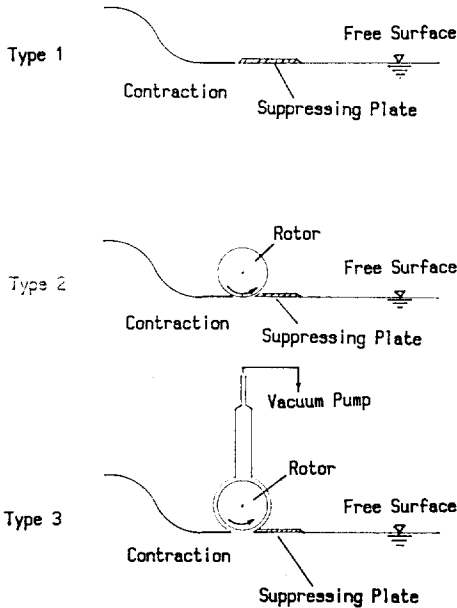 Free Surface
Type 1
Contraction
Suppressing Plate
Rotor
Free Surface
Type 2
Contraction
Suppressing Plate
Vacuum Pump
Rotor
Free Surface
Type 3
Contraction
Suppressing Plate